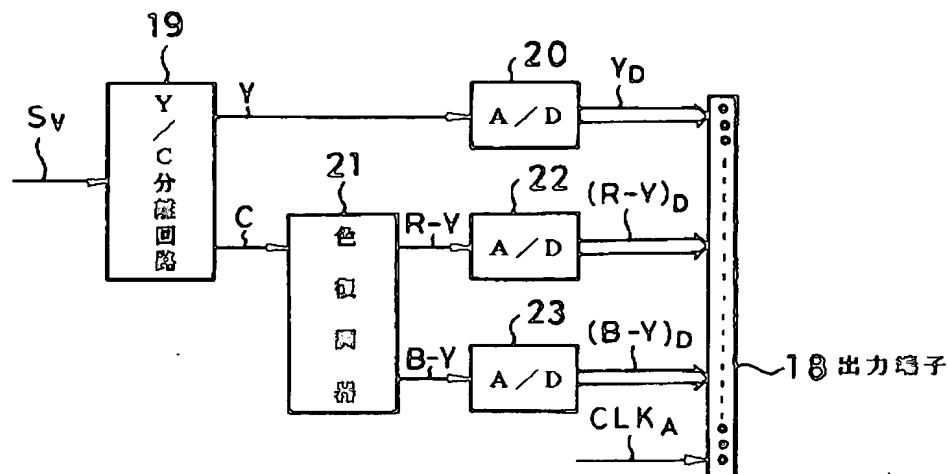 19
Y／C分離回路
SV
Y
C
20
A／D
YD
21
色復調器
R-Y
22
A／D
(R-Y)D
B-Y
23
A／D
(B-Y)D
CLKA
18 出力端子